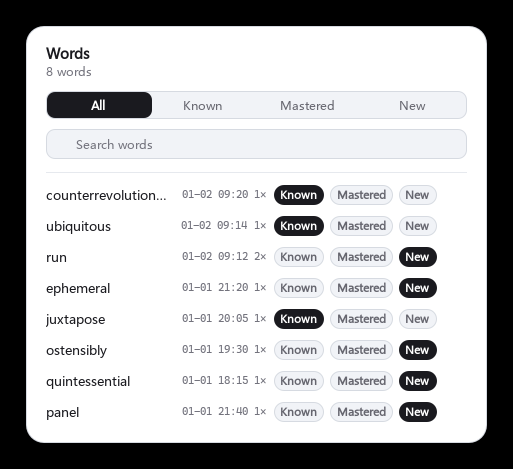 Words
8 words
All Known Mastered New
Search words
counterrevolution... 01-02 09:20 1× Known Mastered New
ubiquitous 01-02 09:14 1× Known Mastered New
run 01-02 09:12 2× Known Mastered New
ephemeral 01-01 21:20 1× Known Mastered New
juxtapose 01-01 20:05 1× Known Mastered New
ostensibly 01-01 19:30 1× Known Mastered New
quintessential 01-01 18:15 1× Known Mastered New
panel 01-01 21:40 1× Known Mastered New